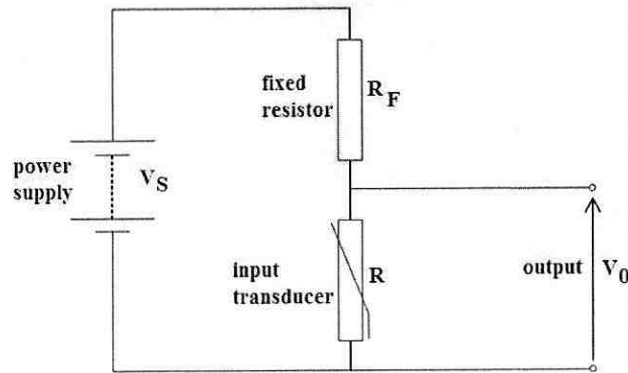 fixed
resistor
R F
power
supply
V S
input
transducer
R
output
V 0